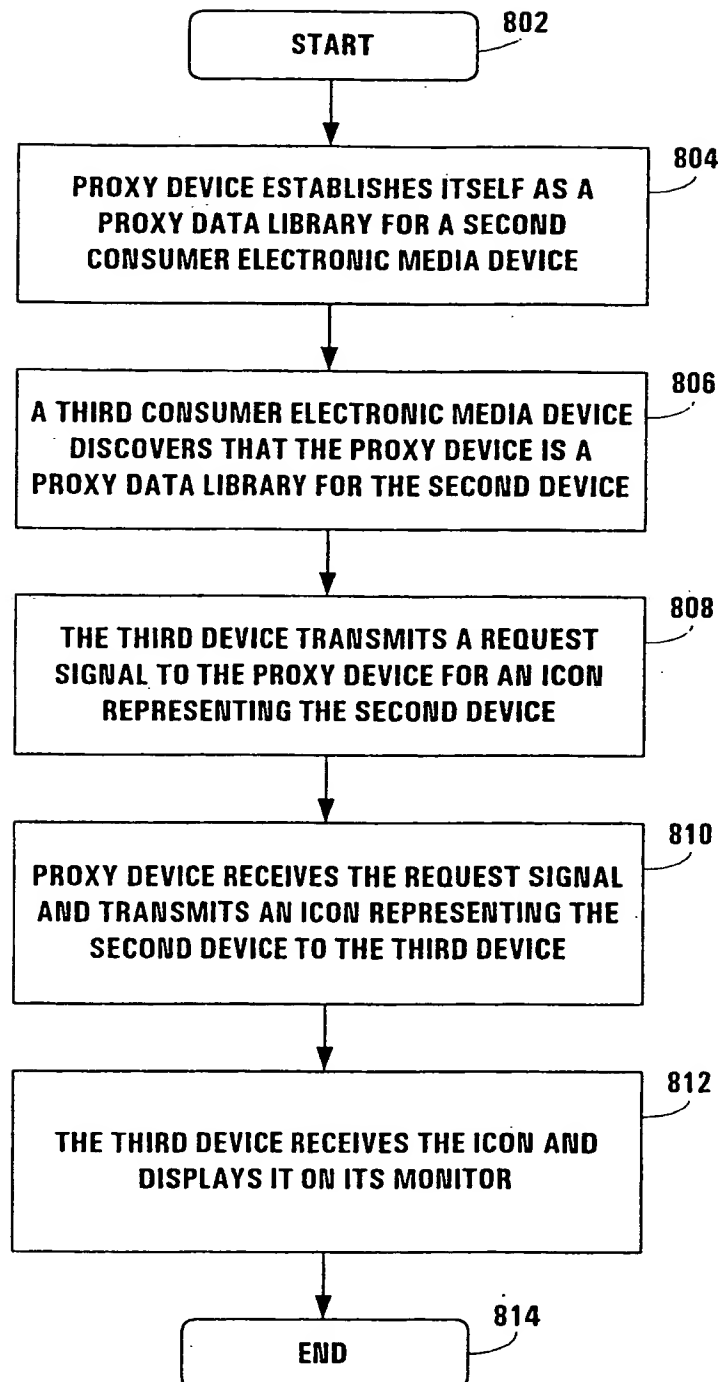 START
802
PROXY DEVICE ESTABLISHES ITSELF AS A
PROXY DATA LIBRARY FOR A SECOND
CONSUMER ELECTRONIC MEDIA DEVICE
804
A THIRD CONSUMER ELECTRONIC MEDIA DEVICE
DISCOVERS THAT THE PROXY DEVICE IS A
PROXY DATA LIBRARY FOR THE SECOND DEVICE
806
THE THIRD DEVICE TRANSMITS A REQUEST
SIGNAL TO THE PROXY DEVICE FOR AN ICON
REPRESENTING THE SECOND DEVICE
808
PROXY DEVICE RECEIVES THE REQUEST SIGNAL
AND TRANSMITS AN ICON REPRESENTING THE
SECOND DEVICE TO THE THIRD DEVICE
810
THE THIRD DEVICE RECEIVES THE ICON AND
DISPLAYS IT ON ITS MONITOR
812
END
814